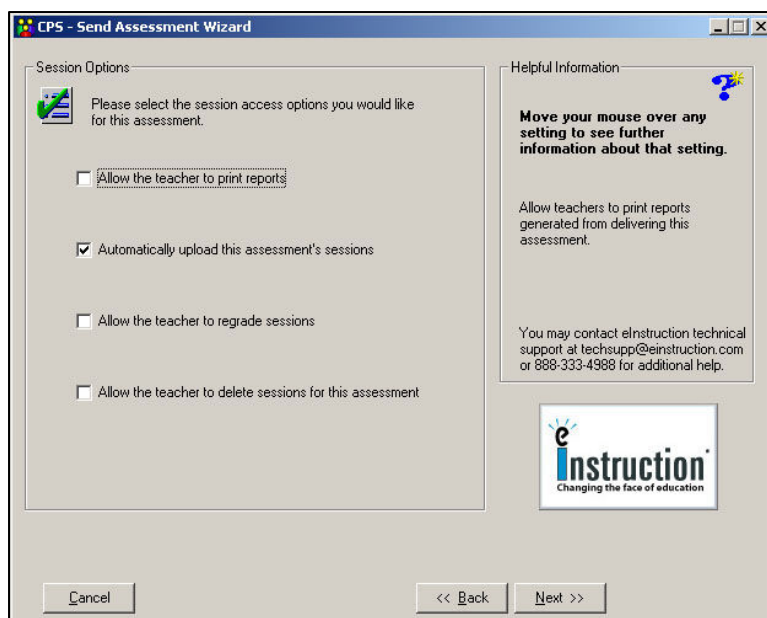 CPS - Send Assessment Wizard
Session Options
Please select the session access options you would like
for this assessment.
Allow the teacher to print reports
Automatically upload this assessment's sessions
Allow the teacher to regrade sessions
Allow the teacher to delete sessions for this assessment
Helpful Information
Move your mouse over any
setting to see further
information about that setting.
Allow teachers to print reports
generated from delivering this
assessment.
You may contact eInstruction technical
support at techsupp@einstruction.com
or 888-333-4988 for additional help.
eInstruction
Changing the face of education
Cancel
<< Back
Next >>